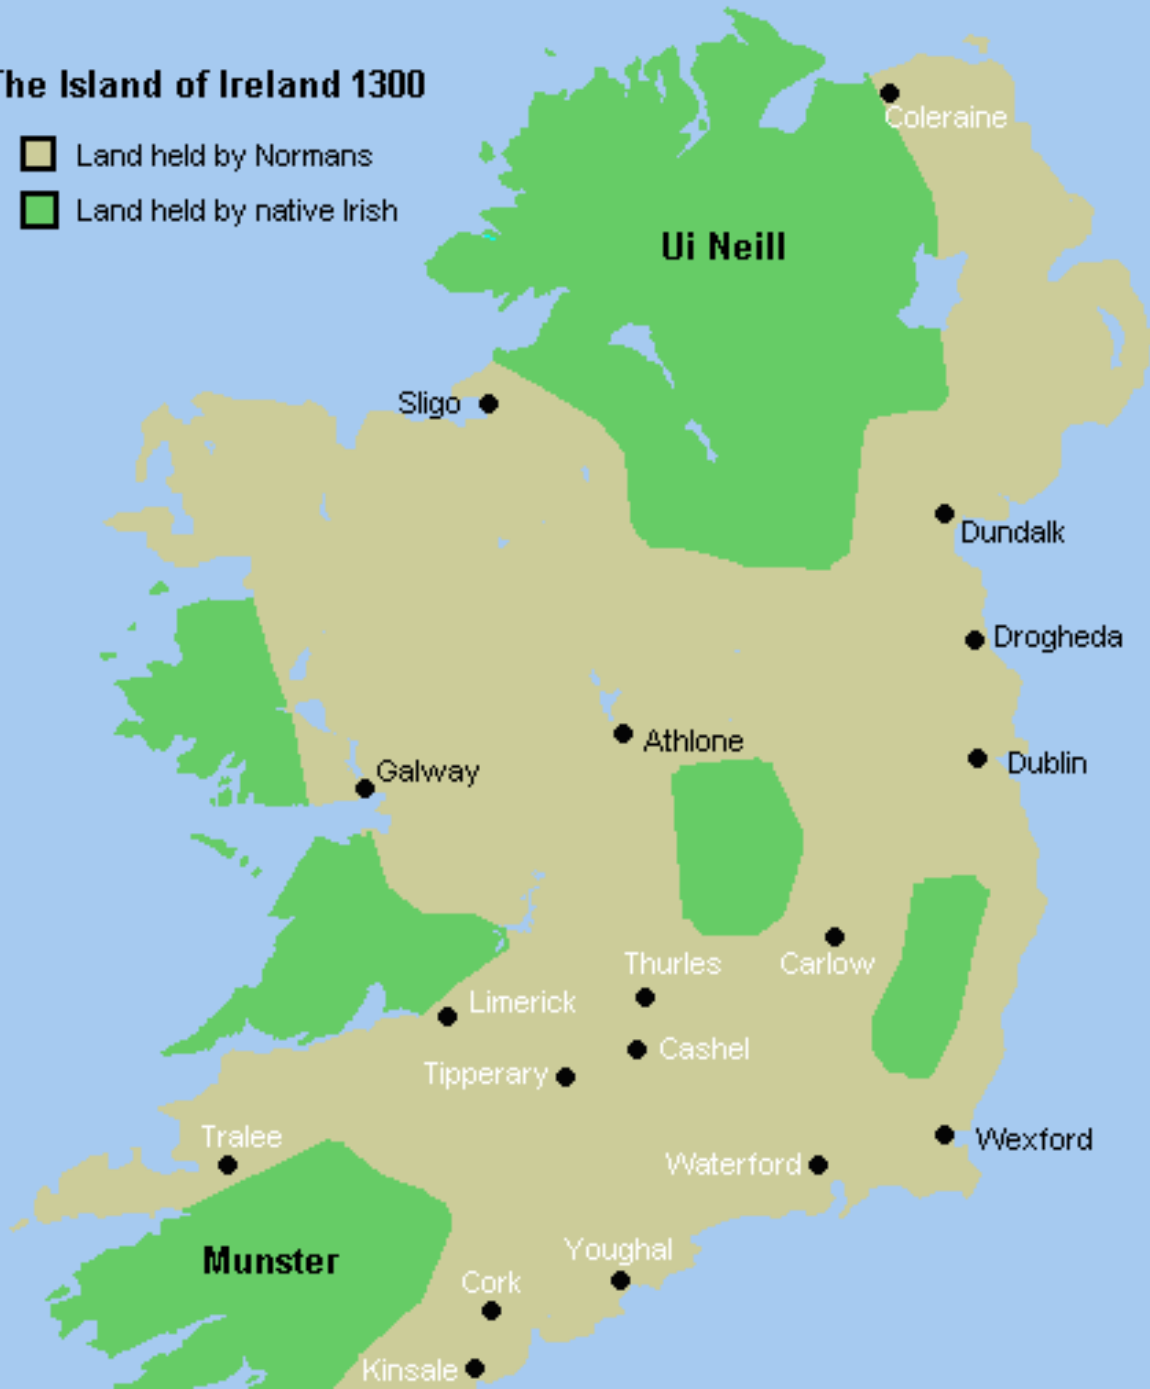 The Island of Ireland 1300
Land held by Normans
Land held by native Irish
Coleraine
Ui Neill
Sligo
Dundalk
Drogheda
Athlone
Dublin
Galway
Thurles
Carlow
Limerick
Cashel
Tipperary
Tralee
Wexford
Waterford
Munster
Youghal
Cork
Kinsale